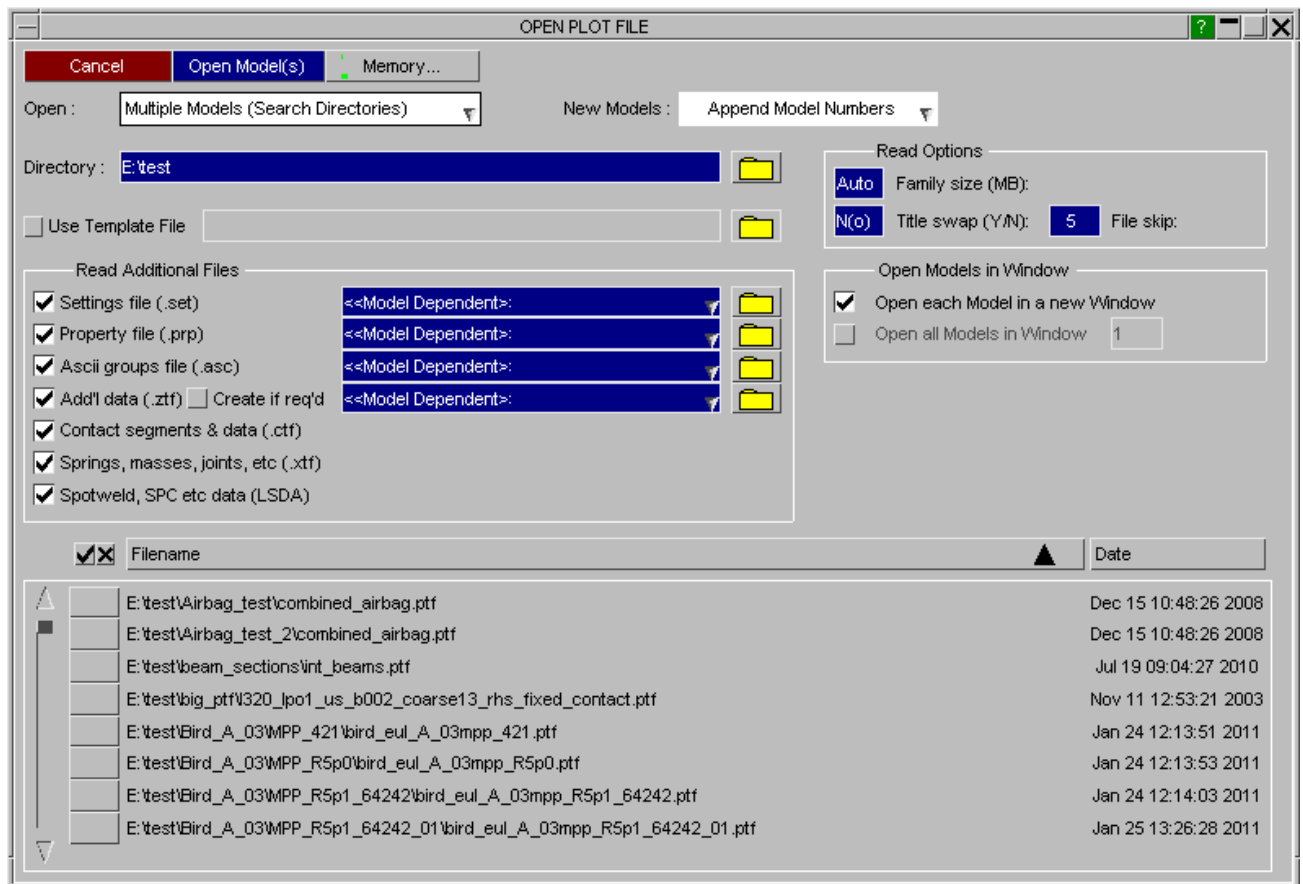 OPEN PLOT FILE ?
Cancel Open Model(s) Memory...
Open : Multiple Models (Search Directories) New Models : Append Model Numbers
Directory : E:\test
Read Options
Auto Family size (MB):
N(o) Title swap (Y/N): 5 File skip:
Use Template File
Read Additional Files
Settings file (.set) <<Model Dependent>:
Property file (.prp) <<Model Dependent>:
Ascii groups file (.asc) <<Model Dependent>:
Add'l data (.ztf) Create if req'd <<Model Dependent>:
Contact segments & data (.ctf)
Springs, masses, joints, etc (.xtf)
Spotweld, SPC etc data (LSDA)
Open Models in Window
Open each Model in a new Window
Open all Models in Window 1
Filename Date
E:\test\Airbag_test\combined_airbag.ptf Dec 15 10:48:26 2008
E:\test\Airbag_test_2\combined_airbag.ptf Dec 15 10:48:26 2008
E:\test\beam_sections\int_beams.ptf Jul 19 09:04:27 2010
E:\test\big_ptf\l320_lpo1_us_b002_coarse13_rhs_fixed_contact.ptf Nov 11 12:53:21 2003
E:\test\Bird_A_03\MPP_421\bird_eul_A_03mpp_421.ptf Jan 24 12:13:51 2011
E:\test\Bird_A_03\MPP_R5p0\bird_eul_A_03mpp_R5p0.ptf Jan 24 12:13:53 2011
E:\test\Bird_A_03\MPP_R5p1_64242\bird_eul_A_03mpp_R5p1_64242.ptf Jan 24 12:14:03 2011
E:\test\Bird_A_03\MPP_R5p1_64242_01\bird_eul_A_03mpp_R5p1_64242_01.ptf Jan 25 13:26:28 2011